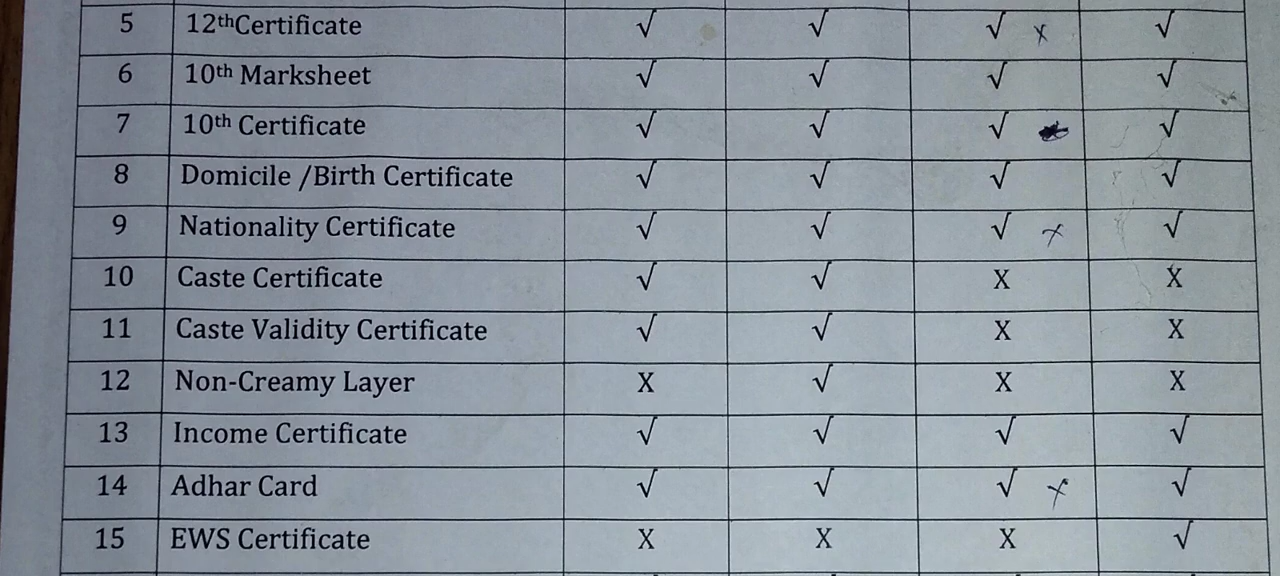 5 12thCertificate √ √ √ x √
6 10th Marksheet √ √ √ √
7 10th Certificate √ √ √ √
8 Domicile /Birth Certificate √ √ √ √
9 Nationality Certificate √ √ √ x √
10 Caste Certificate √ √ X X
11 Caste Validity Certificate √ √ X X
12 Non-Creamy Layer X √ X X
13 Income Certificate √ √ √ √
14 Adhar Card √ √ √ x √
15 EWS Certificate X X X √